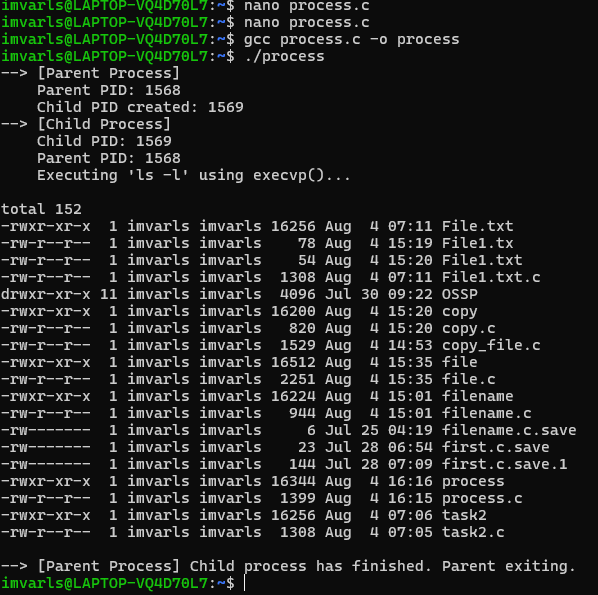 imvarls@LAPTOP-VQ4D70L7:~$ nano process.c
imvarls@LAPTOP-VQ4D70L7:~$ nano process.c
imvarls@LAPTOP-VQ4D70L7:~$ gcc process.c -o process
imvarls@LAPTOP-VQ4D70L7:~$ ./process
--> [Parent Process]
    Parent PID: 1568
    Child PID created: 1569
--> [Child Process]
    Child PID: 1569
    Parent PID: 1568
    Executing 'ls -l' using execvp()...

total 152
-rwxr-xr-x  1 imvarls imvarls 16256 Aug  4 07:11 File.txt
-rw-r--r--  1 imvarls imvarls    78 Aug  4 15:19 File1.tx
-rw-r--r--  1 imvarls imvarls    54 Aug  4 15:20 File1.txt
-rw-r--r--  1 imvarls imvarls  1308 Aug  4 07:11 File1.txt.c
drwxr-xr-x 11 imvarls imvarls  4096 Jul 30 09:22 OSSP
-rwxr-xr-x  1 imvarls imvarls 16200 Aug  4 15:20 copy
-rw-r--r--  1 imvarls imvarls   820 Aug  4 15:20 copy.c
-rw-r--r--  1 imvarls imvarls  1529 Aug  4 14:53 copy_file.c
-rwxr-xr-x  1 imvarls imvarls 16512 Aug  4 15:35 file
-rw-r--r--  1 imvarls imvarls  2251 Aug  4 15:35 file.c
-rwxr-xr-x  1 imvarls imvarls 16224 Aug  4 15:01 filename
-rw-r--r--  1 imvarls imvarls   944 Aug  4 15:01 filename.c
-rw-------  1 imvarls imvarls     6 Jul 25 04:19 filename.c.save
-rw-------  1 imvarls imvarls    23 Jul 28 06:54 first.c.save
-rw-------  1 imvarls imvarls   144 Jul 28 07:09 first.c.save.1
-rwxr-xr-x  1 imvarls imvarls 16344 Aug  4 16:16 process
-rw-r--r--  1 imvarls imvarls  1399 Aug  4 16:15 process.c
-rwxr-xr-x  1 imvarls imvarls 16256 Aug  4 07:06 task2
-rw-r--r--  1 imvarls imvarls  1308 Aug  4 07:05 task2.c

--> [Parent Process] Child process has finished. Parent exiting.
imvarls@LAPTOP-VQ4D70L7:~$